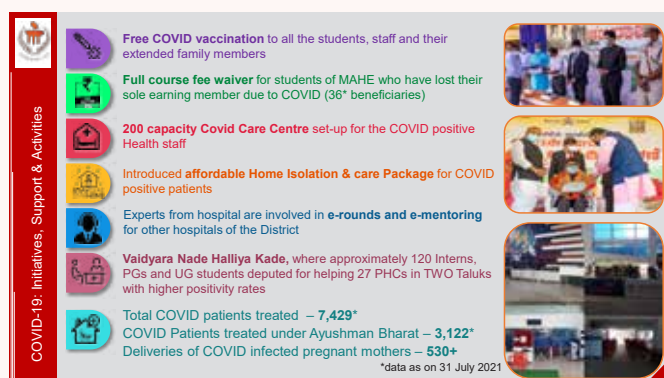 COVID-19: Initiatives, Support & Activities
Free COVID vaccination to all the students, staff and their
extended family members
Full course fee waiver for students of MAHE who have lost their
sole earning member due to COVID (36* beneficiaries)
200 capacity Covid Care Centre set-up for the COVID positive
Health staff
Introduced affordable Home Isolation & care Package for COVID
positive patients
Experts from hospital are involved in e-rounds and e-mentoring
for other hospitals of the District
Vaidyara Nade Halliya Kade, where approximately 120 Interns,
PGs and UG students deputed for helping 27 PHCs in TWO Taluks
with higher positivity rates
Total COVID patients treated – 7,429*
COVID Patients treated under Ayushman Bharat – 3,122*
Deliveries of COVID infected pregnant mothers – 530+
*data as on 31 July 2021